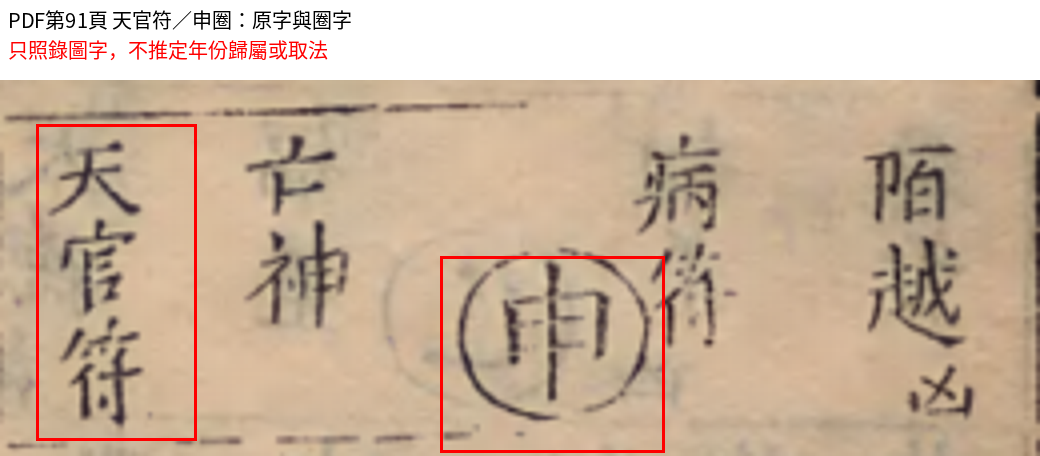 PDF第91頁 天官符／申圈：原字與圈字
只照錄圖字，不推定年份歸屬或取法
陌越凶
病符
申
亡神
天官符